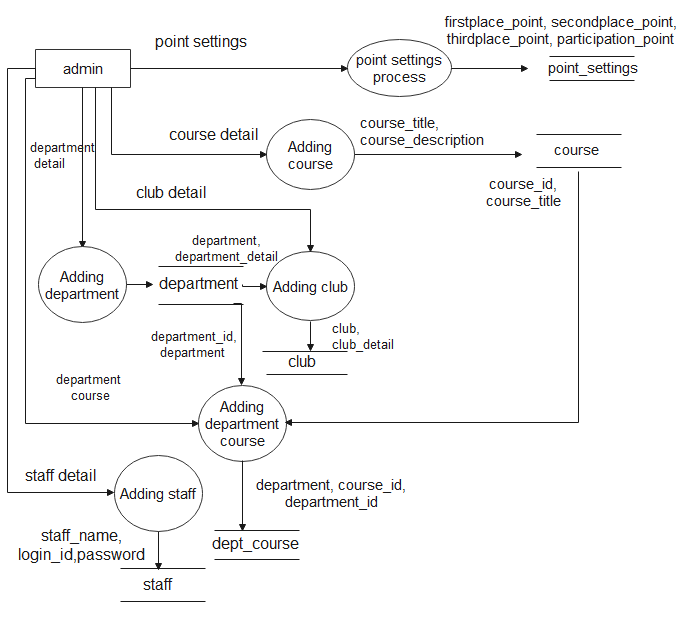 point settings
firstplace_point, secondplace_point,
thirdplace_point, participation_point
admin
point settings
process
point_settings
course detail
Adding
course
course_title,
course_description
course
department
detail
course_id,
course_title
club detail
department,
department_detail
Adding
department
department
Adding club
department_id,
department
club,
club_detail
club
department
course
Adding
department
course
staff detail
Adding staff
department, course_id,
department_id
staff_name,
login_id,password
dept_course
staff